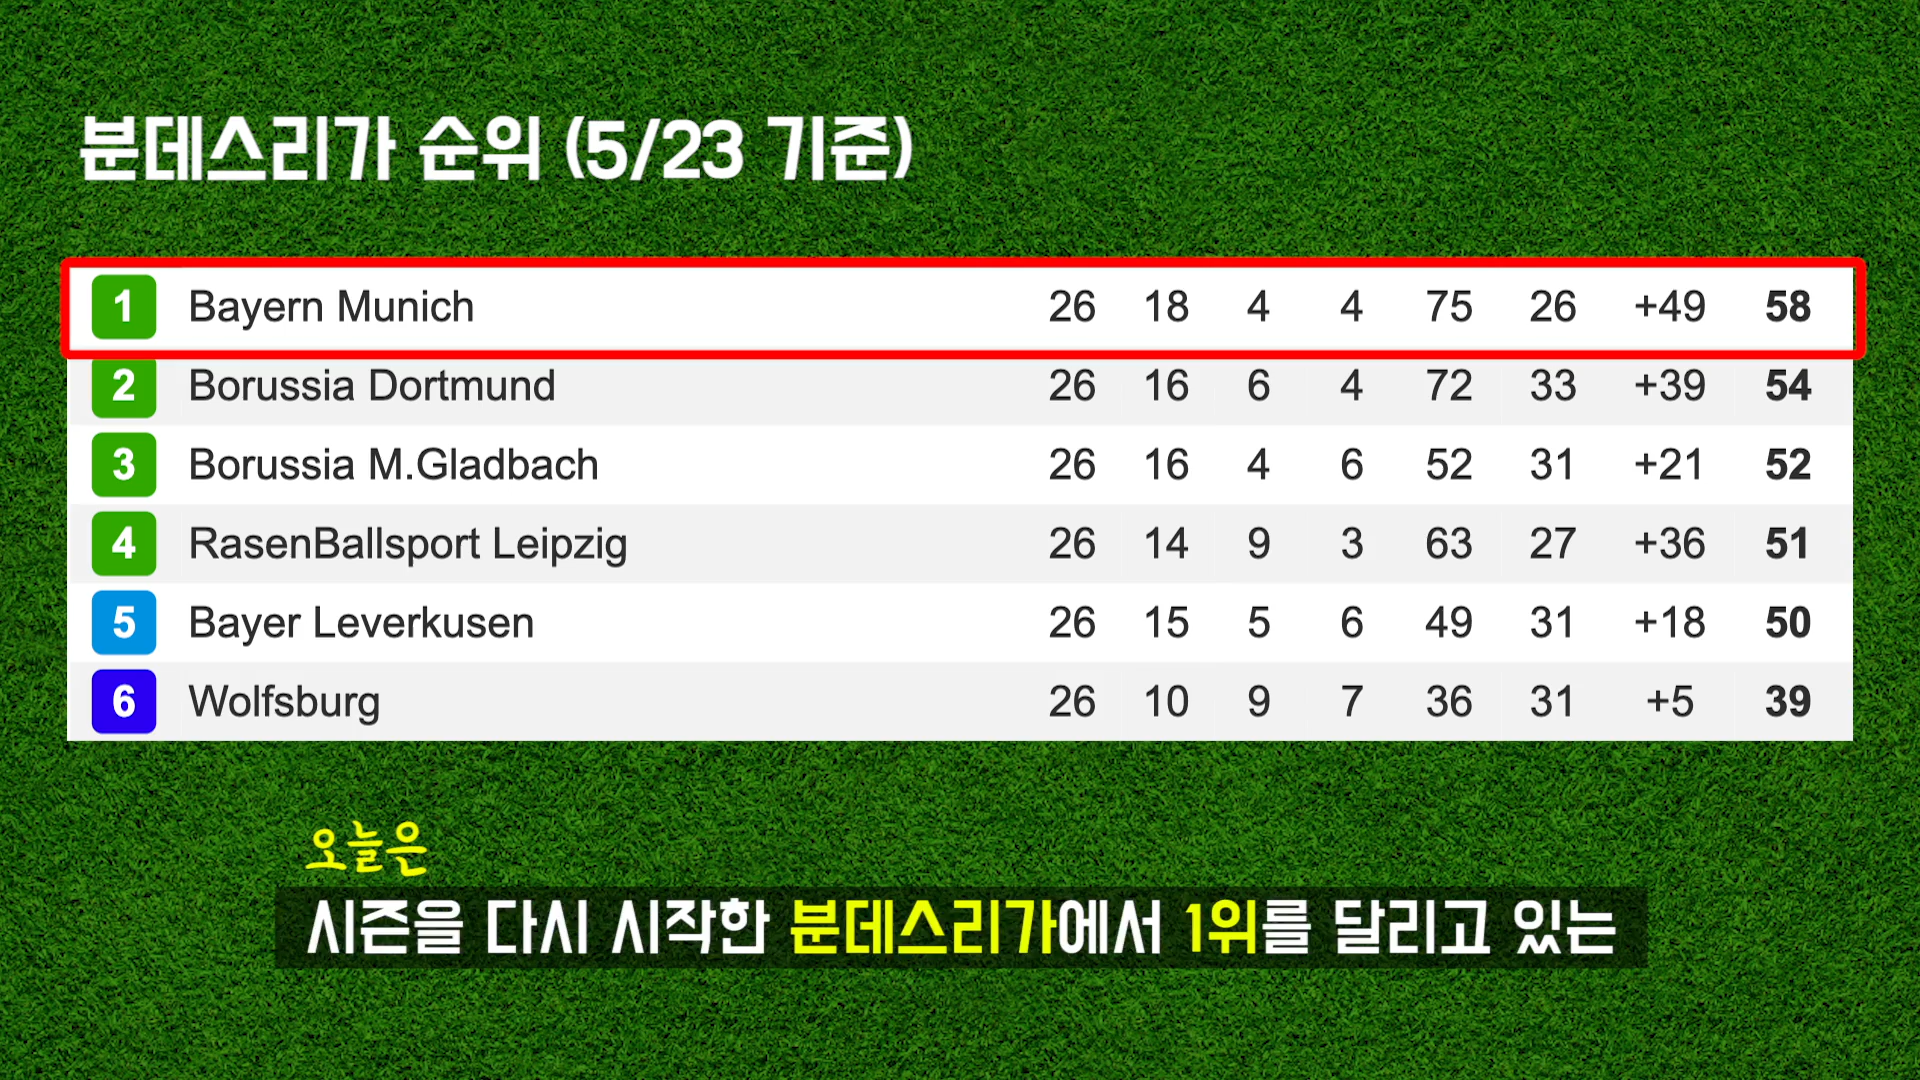 분데스리가 순위 (5/23 기준)
1 Bayern Munich 26 18 4 4 75 26 +49 58
2 Borussia Dortmund 26 16 6 4 72 33 +39 54
3 Borussia M.Gladbach 26 16 4 6 52 31 +21 52
4 RasenBallsport Leipzig 26 14 9 3 63 27 +36 51
5 Bayer Leverkusen 26 15 5 6 49 31 +18 50
6 Wolfsburg 26 10 9 7 36 31 +5 39
오늘은
시즌을 다시 시작한 분데스리가에서 1위를 달리고 있는